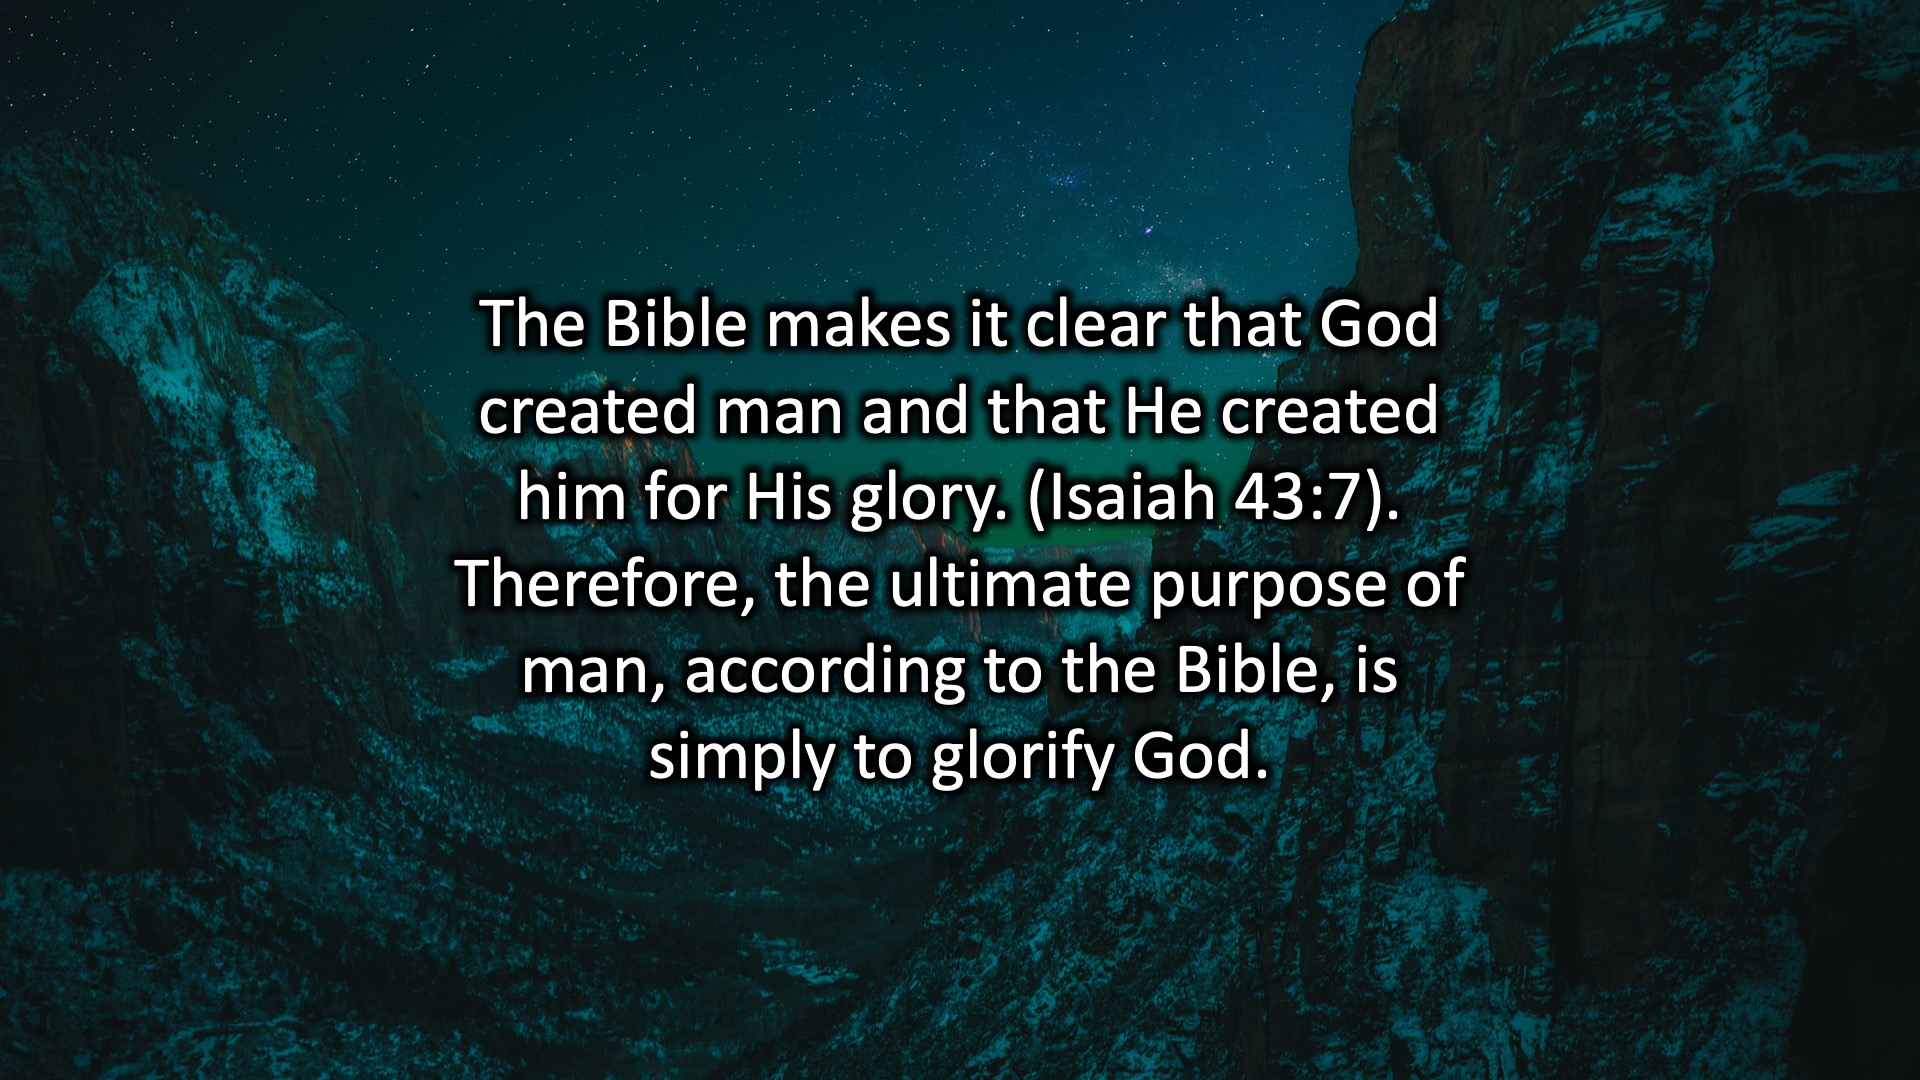 The Bible makes it clear that God
created man and that He created
him for His glory. (Isaiah 43:7).
Therefore, the ultimate purpose of
man, according to the Bible, is
simply to glorify God.